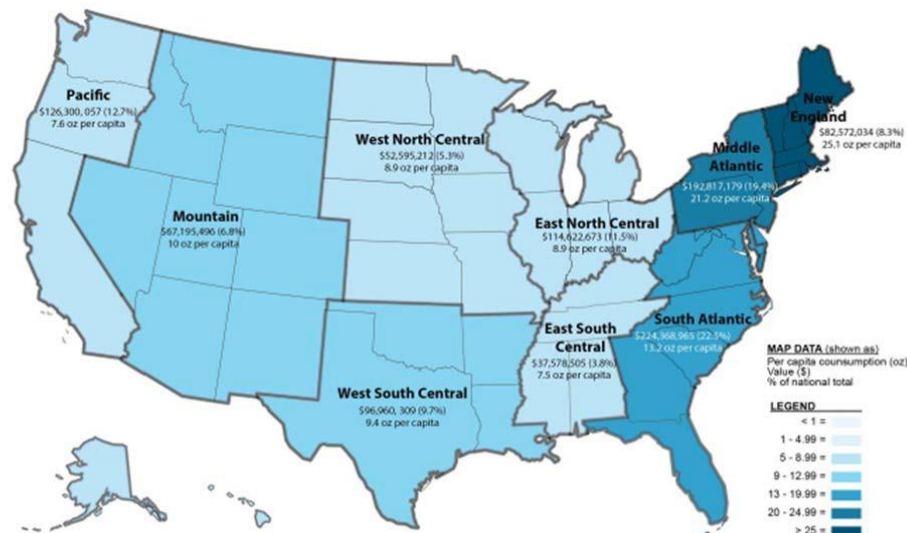 Pacific
$126,300, 057 (12.7%)
7.6 oz per capita
West North Central
$52,595,212 (5.3%)
8.9 oz per capita
New
England
$82,572,034 (8.3%)
25.1 oz per capita
Middle
Atlantic
$192,817,179 (19.4%)
21.2 oz per capita
Mountain
$67,195,496 (6.8%)
10 oz per capita
East North Central
$114,622,673 (11.5%)
8.9 oz per capita
East South
Central
$37,578,505 (3.8%)
7.5 oz per capita
South Atlantic
$224,368,965 (22.5%)
13.2 oz per capita
West South Central
$96,960, 309 (9.7%)
9.4 oz per capita
MAP DATA (shown as)
Per capita counsumption (oz)
Value ($)
% of national total
LEGEND
< 1 =
1 - 4.99 =
5 - 8.99 =
9 - 12.99 =
13 - 19.99 =
20 - 24.99 =
> 25 =